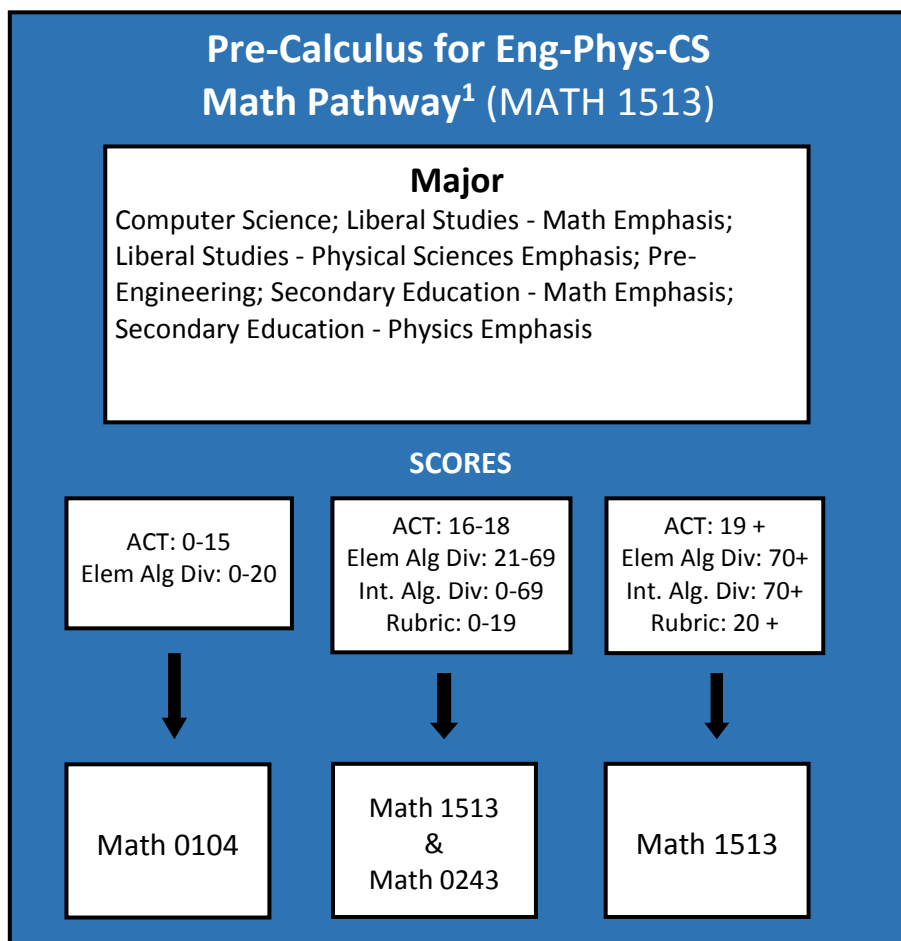 Pre-Calculus for Eng-Phys-CS
Math Pathway¹ (MATH 1513)
Major
Computer Science; Liberal Studies - Math Emphasis;
Liberal Studies - Physical Sciences Emphasis; Pre-
Engineering; Secondary Education - Math Emphasis;
Secondary Education - Physics Emphasis
SCORES
ACT: 0-15
Elem Alg Div: 0-20
ACT: 16-18
Elem Alg Div: 21-69
Int. Alg. Div: 0-69
Rubric: 0-19
ACT: 19 +
Elem Alg Div: 70+
Int. Alg. Div: 70+
Rubric: 20 +
Math 0104
Math 1513
&
Math 0243
Math 1513